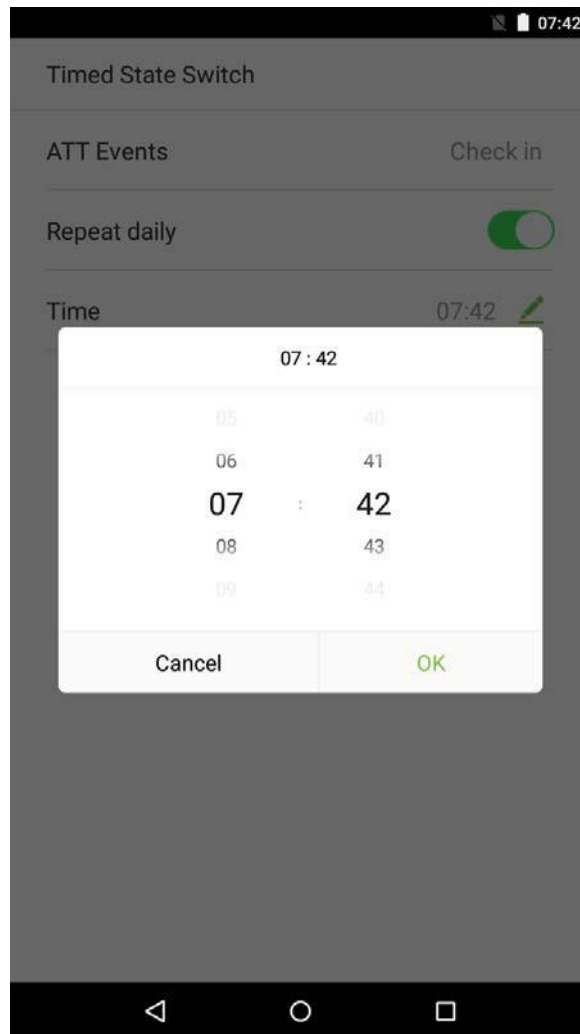 07:42
Timed State Switch
ATT Events Check in
Repeat daily
Time 07:42
07 : 42
05 40
06 41
07 : 42
08 43
09 44
Cancel OK